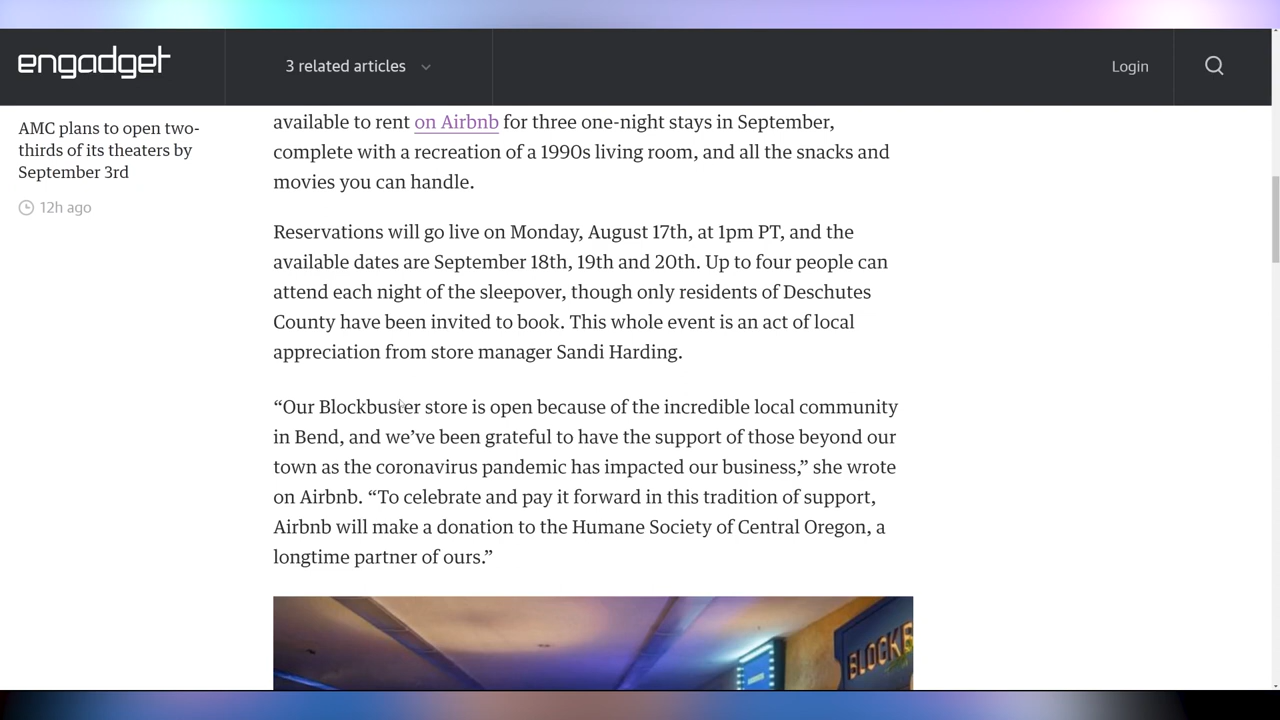 engadget
3 related articles
Login
AMC plans to open two-
thirds of its theaters by
September 3rd
12h ago
available to rent on Airbnb for three one-night stays in September,
complete with a recreation of a 1990s living room, and all the snacks and
movies you can handle.
Reservations will go live on Monday, August 17th, at 1pm PT, and the
available dates are September 18th, 19th and 20th. Up to four people can
attend each night of the sleepover, though only residents of Deschutes
County have been invited to book. This whole event is an act of local
appreciation from store manager Sandi Harding.
“Our Blockbuster store is open because of the incredible local community
in Bend, and we’ve been grateful to have the support of those beyond our
town as the coronavirus pandemic has impacted our business,” she wrote
on Airbnb. “To celebrate and pay it forward in this tradition of support,
Airbnb will make a donation to the Humane Society of Central Oregon, a
longtime partner of ours.”
BLOCKB